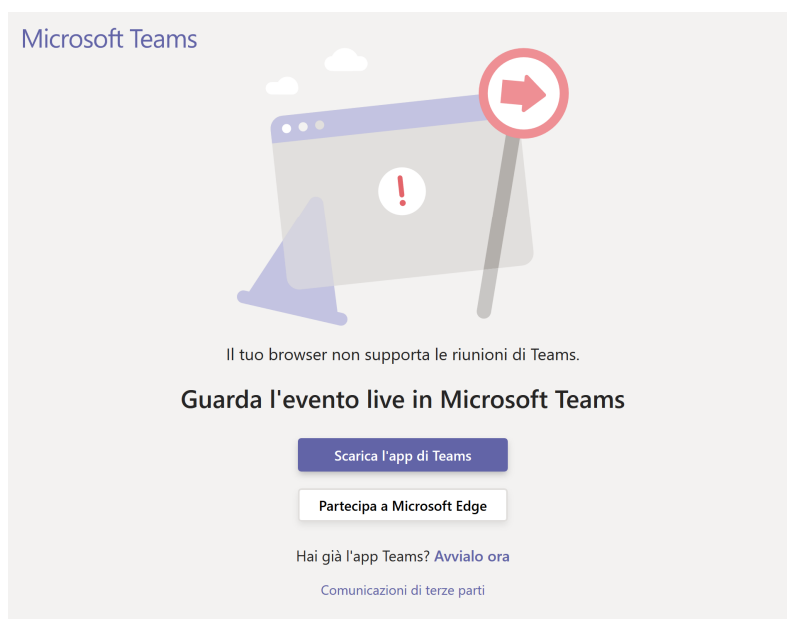 Microsoft Teams
Il tuo browser non supporta le riunioni di Teams.
Guarda l'evento live in Microsoft Teams
Scarica l'app di Teams
Partecipa a Microsoft Edge
Hai già l'app Teams? Avvialo ora
Comunicazioni di terze parti